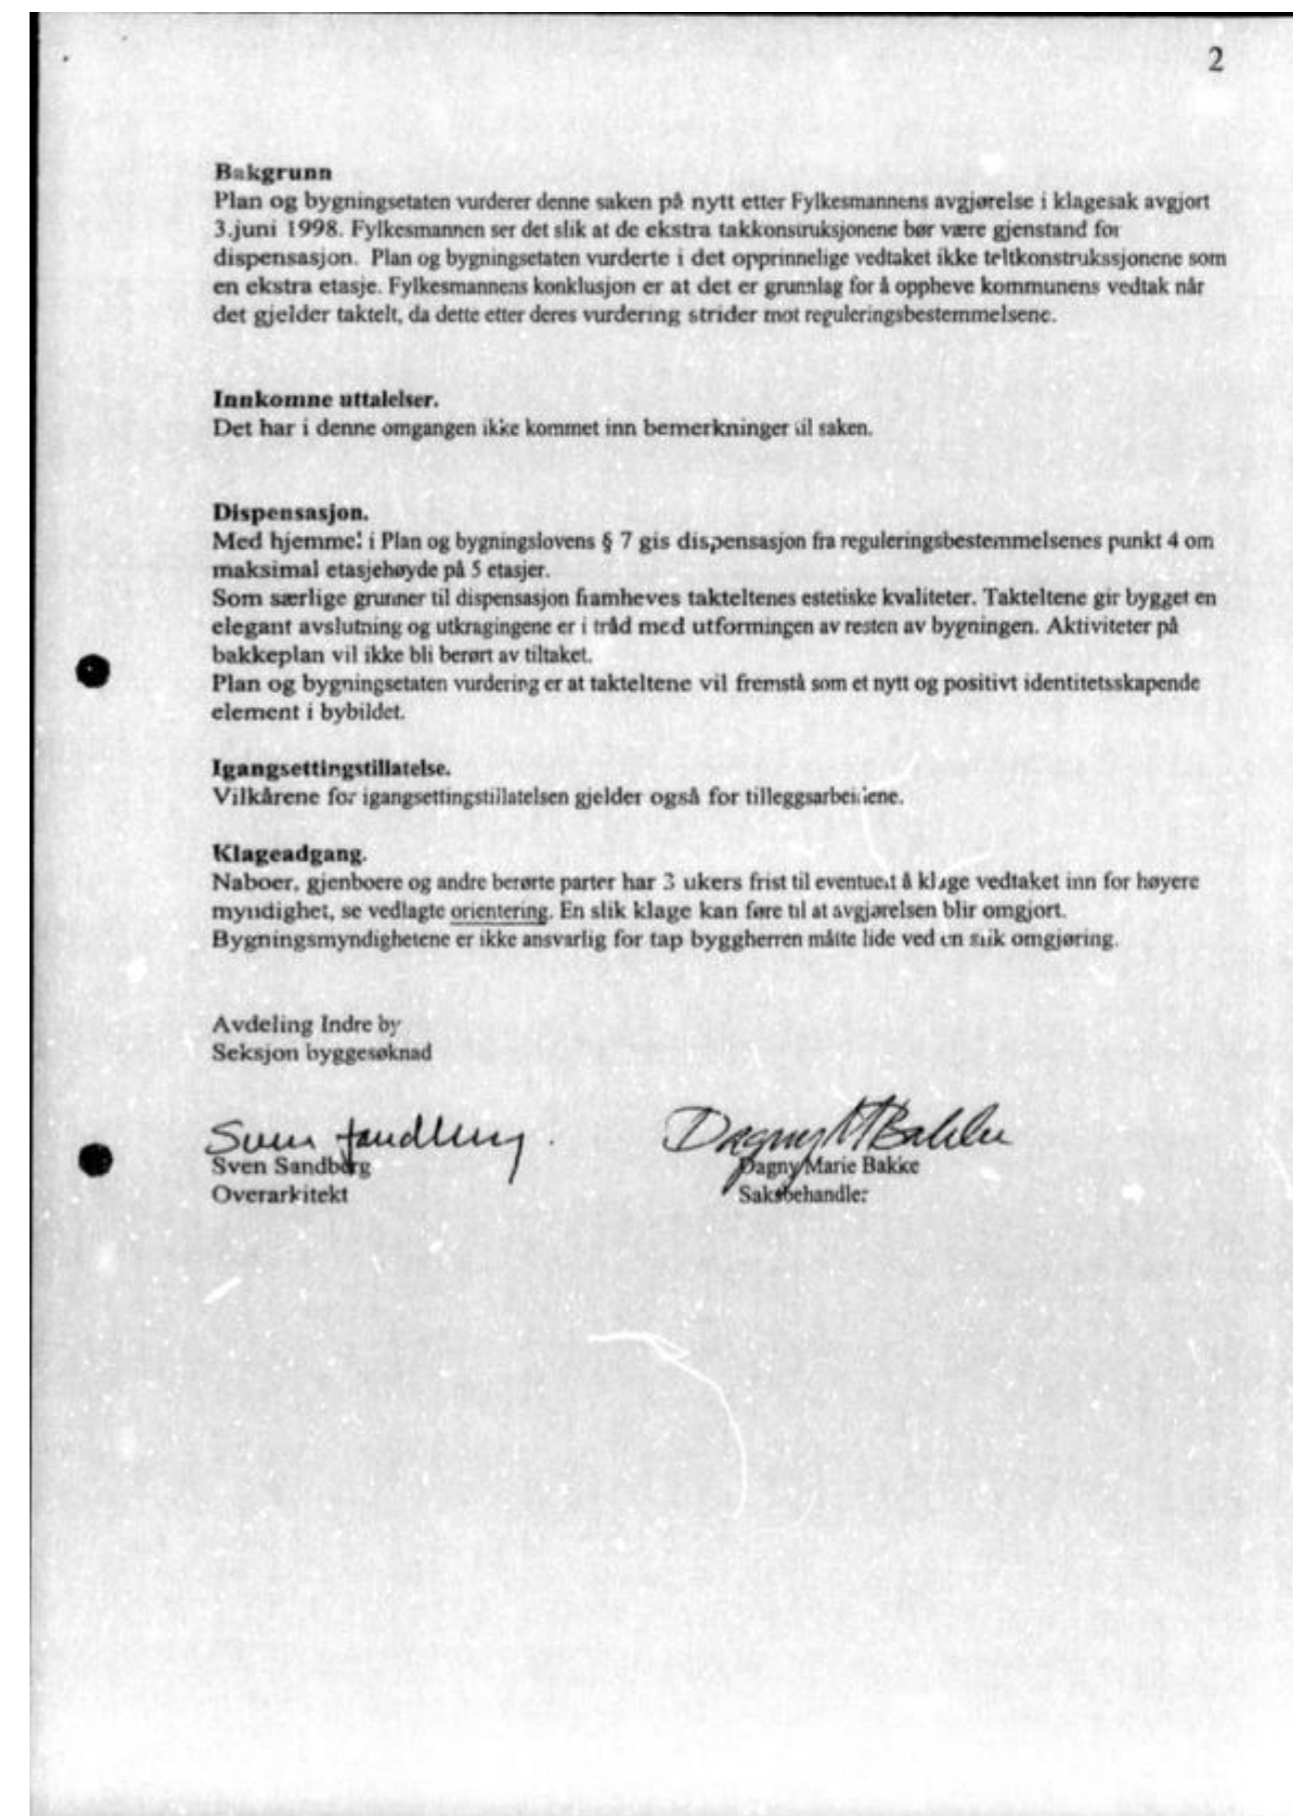 2
Bakgrunn
Plan og bygningsetaten vurderer denne saken på nytt etter Fylkesmannens avgjørelse i klagesak avgjort
3.juni 1998. Fylkesmannen ser det slik at de ekstra takkonstruksjonene bør være gjenstand for
dispensasjon. Plan og bygningsetaten vurderte i det opprinnelige vedtaket ikke teltkonstrukssjonene som
en ekstra etasje. Fylkesmannens konklusjon er at det er grunnlag for å oppheve kommunens vedtak når
det gjelder taktelt, da dette etter deres vurdering strider mot reguleringsbestemmelsene.
Innkomne uttalelser.
Det har i denne omgangen ikke kommet inn bemerkninger til saken.
Dispensasjon.
Med hjemmel i Plan og bygningslovens § 7 gis dispensasjon fra reguleringsbestemmelsenes punkt 4 om
maksimal etasjehøyde på 5 etasjer.
Som særlige grunner til dispensasjon framheves takteltenes estetiske kvaliteter. Takteltene gir bygget en
elegant avslutning og utkragingene er i tråd med utformingen av resten av bygningen. Aktiviteter på
bakkeplan vil ikke bli berørt av tiltaket.
Plan og bygningsetaten vurdering er at takteltene vil fremstå som et nytt og positivt identitetsskapende
element i bybildet.
Igangsettingstillatelse.
Vilkårene for igangsettingstillatelsen gjelder også for tilleggsarbeidene.
Klageadgang.
Naboer, gjenboere og andre berørte parter har 3 ukers frist til eventuelt å klage vedtaket inn for høyere
myndighet, se vedlagte orientering. En slik klage kan føre til at avgjørelsen blir omgjort.
Bygningsmyndighetene er ikke ansvarlig for tap byggherren måtte lide ved en slik omgjøring.
Avdeling Indre by
Seksjon byggesøknad
Sven Sandberg. Dagny M Bakke
Sven Sandberg Dagny Marie Bakke
Overarkitekt Saksbehandler